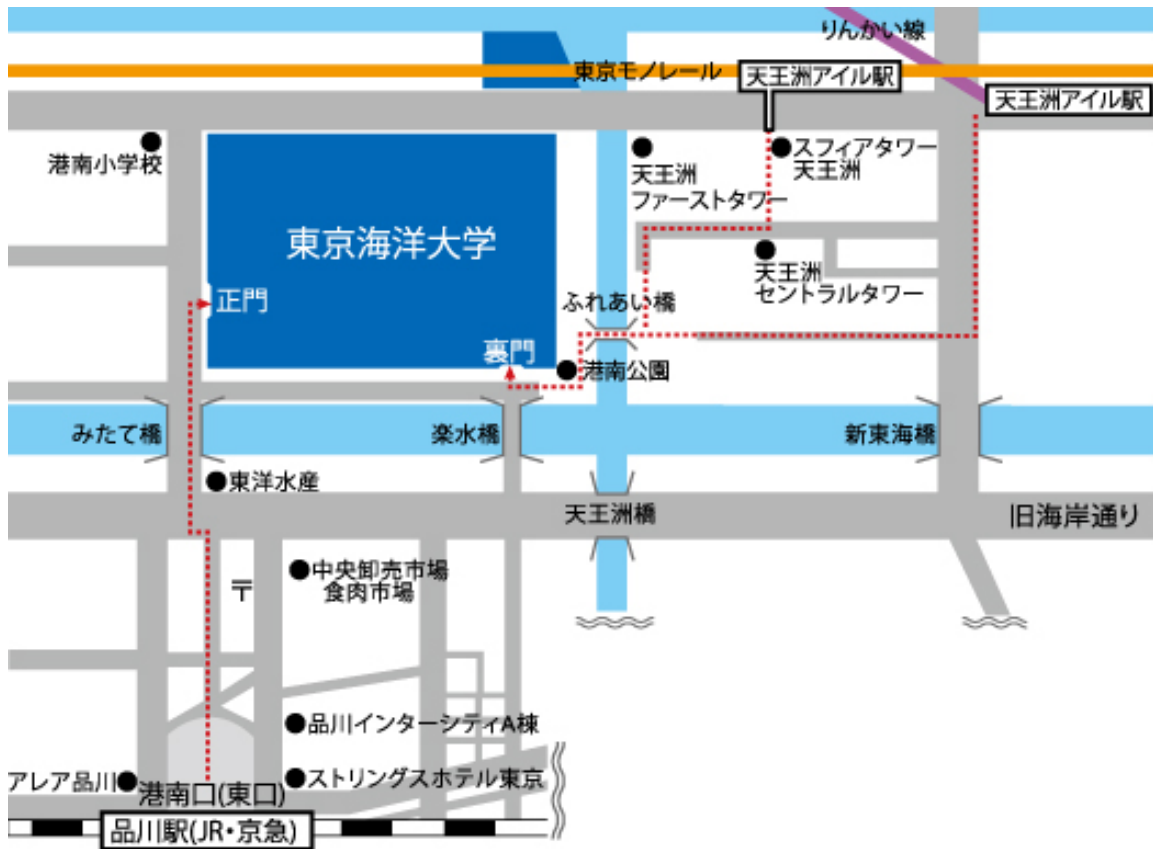 りんかい線
東京モノレール
天王洲アイル駅
天王洲アイル駅
港南小学校
天王洲
ファーストタワー
スフィアタワー
天王洲
東京海洋大学
天王洲
セントラルタワー
正門
ふれあい橋
裏門
港南公園
みたて橋
楽水橋
新東海橋
東洋水産
天王洲橋
旧海岸通り
中央卸売市場
食肉市場
〒
品川インターシティA棟
アレア品川
ストリングスホテル東京
港南口(東口)
品川駅(JR・京急)